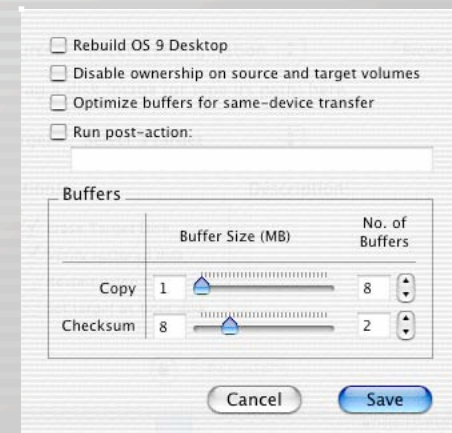 Rebuild OS 9 Desktop
Disable ownership on source and target volumes
Optimize buffers for same-device transfer
Run post-action:
Buffers
Buffer Size (MB)
No. of
Buffers
Copy 1 8
Checksum 8 2
Cancel Save